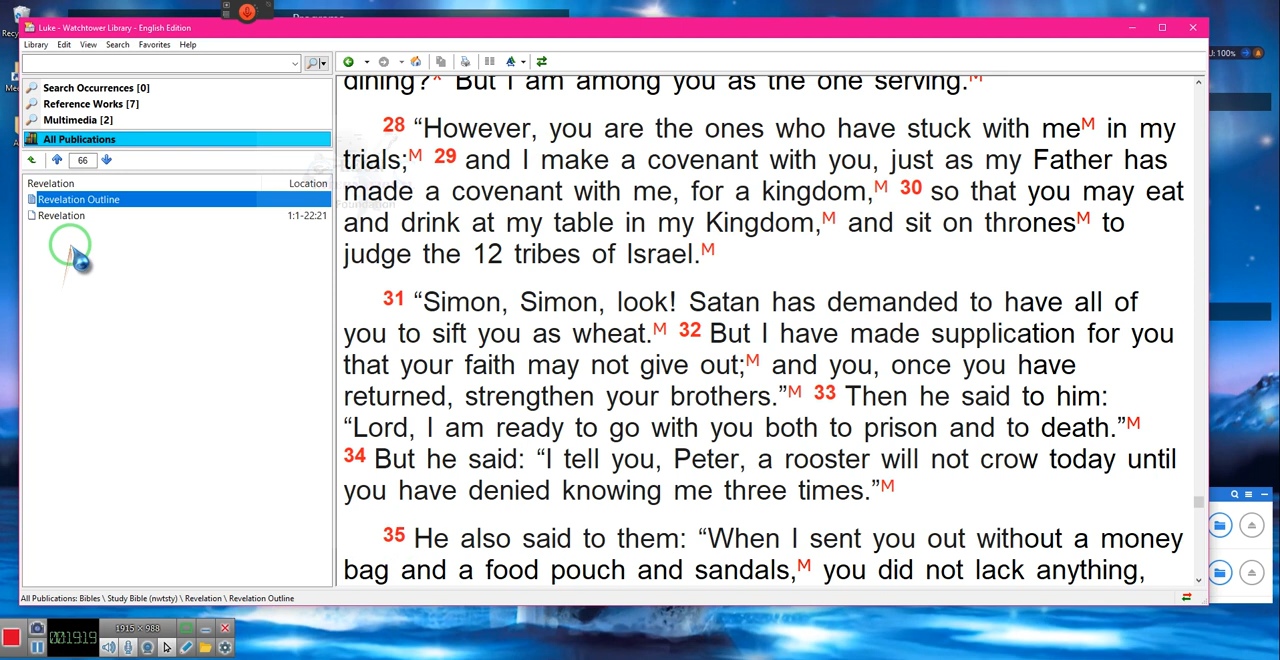 Recy
Me
Luke - Watchtower Library - English Edition
Library Edit View Search Favorites Help
J: 100%
Search Occurrences [0]
Reference Works [7]
Multimedia [2]
All Publications
66
Revelation Location
Revelation Outline
Revelation 1:1-22:21
dining?* But I am among you as the one serving.M
28 “However, you are the ones who have stuck with meM in my
trials;M 29 and I make a covenant with you, just as my Father has
made a covenant with me, for a kingdom,M 30 so that you may eat
and drink at my table in my Kingdom,M and sit on thronesM to
judge the 12 tribes of Israel.M
31 “Simon, Simon, look! Satan has demanded to have all of
you to sift you as wheat.M 32 But I have made supplication for you
that your faith may not give out;M and you, once you have
returned, strengthen your brothers.”M 33 Then he said to him:
“Lord, I am ready to go with you both to prison and to death.”M
34 But he said: “I tell you, Peter, a rooster will not crow today until
you have denied knowing me three times.”M
35 He also said to them: “When I sent you out without a money
bag and a food pouch and sandals,M you did not lack anything,
All Publications: Bibles \ Study Bible (nwtsty) \ Revelation \ Revelation Outline
1915 × 988